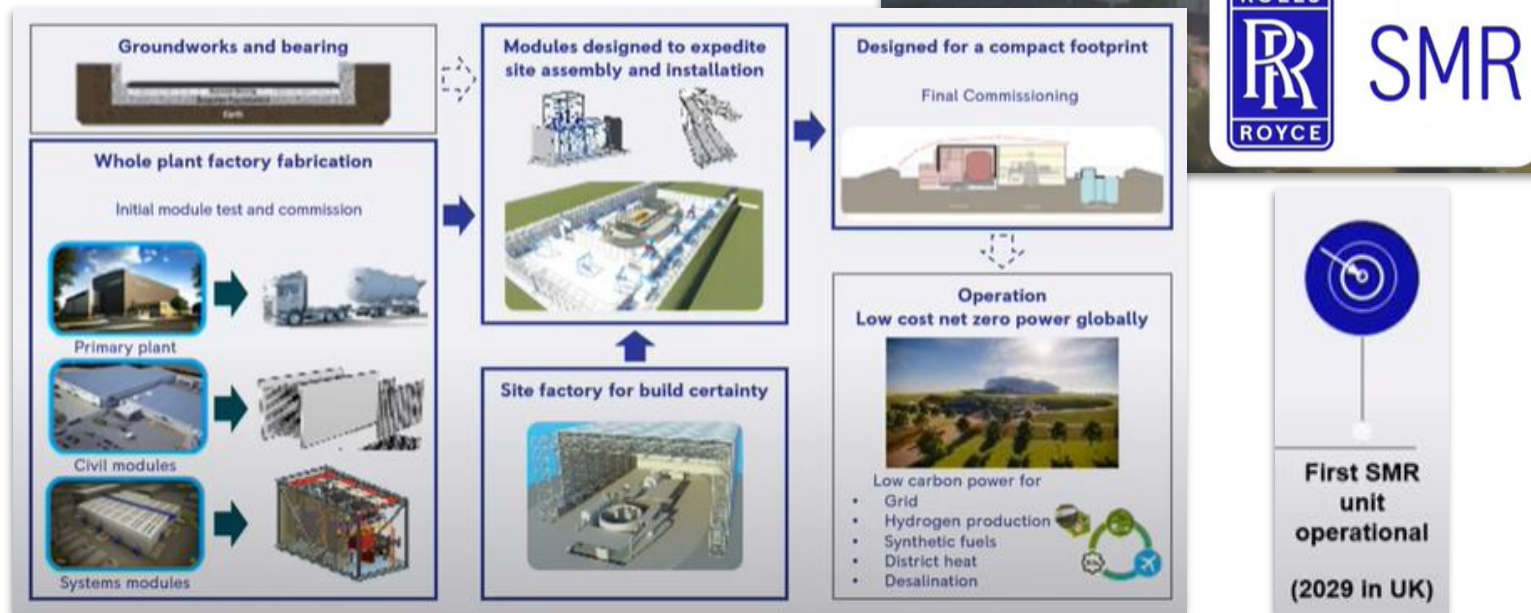 Groundworks and bearing
Earth
Whole plant factory fabrication
Initial module test and commission
Primary plant
Civil modules
Systems modules
Modules designed to expedite
site assembly and installation
Site factory for build certainty
Designed for a compact footprint
Final Commissioning
Operation
Low cost net zero power globally
Low carbon power for
• Grid
• Hydrogen production
• Synthetic fuels
• District heat
• Desalination
ROLLS
RR
ROYCE
SMR
First SMR
unit
operational
(2029 in UK)